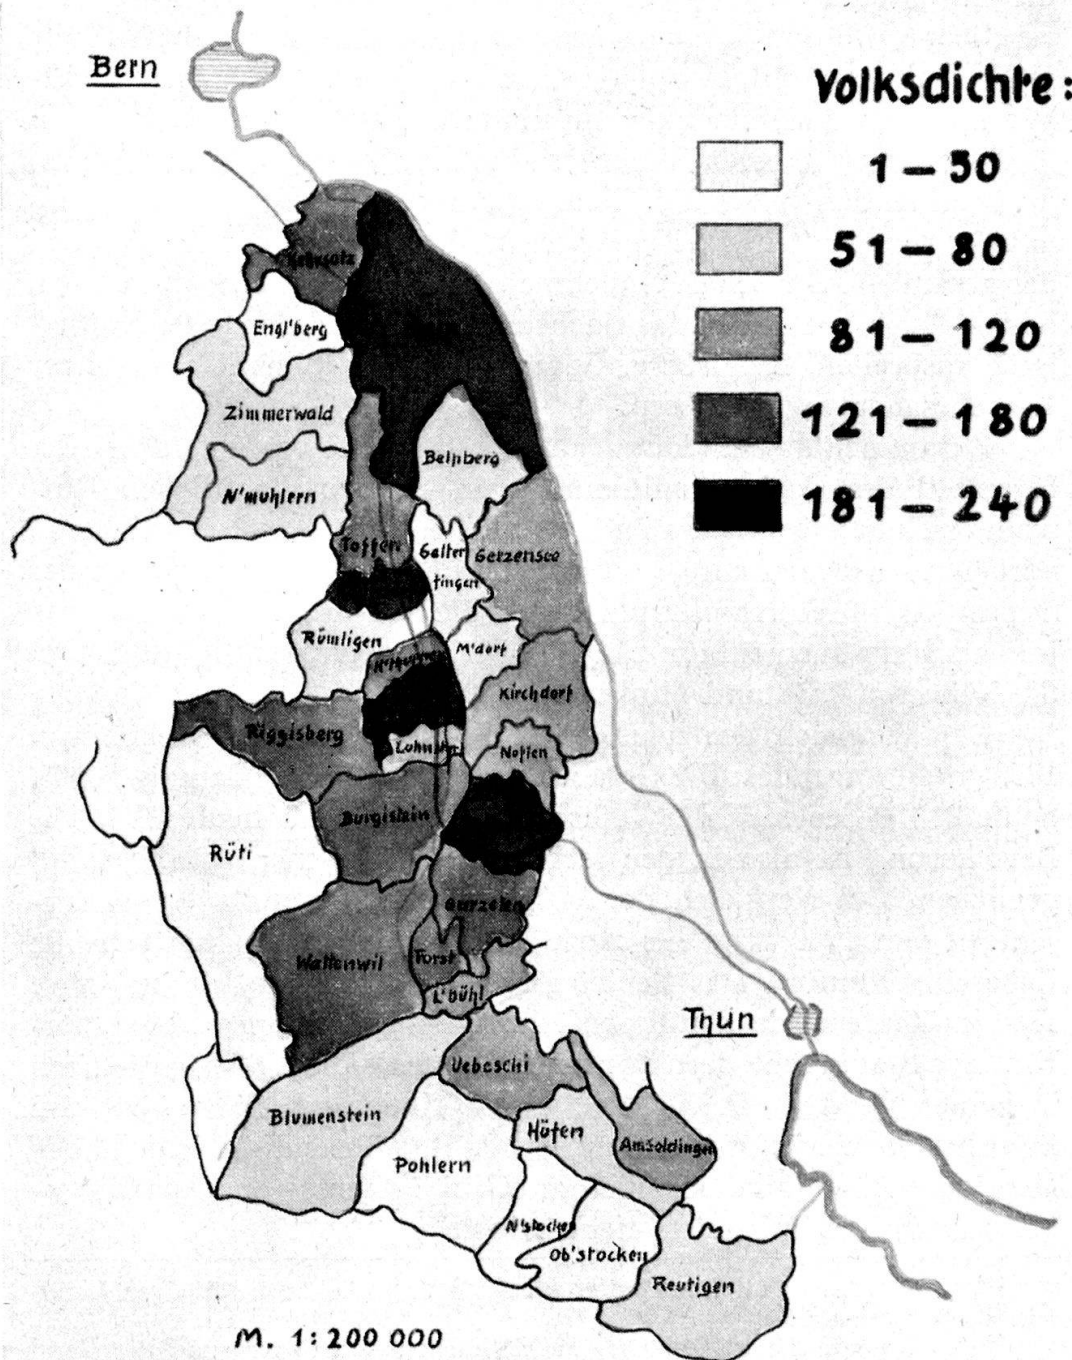 Bern
Volksdichte:
1 – 50
51 – 80
81 – 120
121 – 180
181 – 240
Kehrsatz
Engl'berg
Zimmerwald
Belpberg
N'muhlern
Toffen
Gelter
fingen
Gerzensee
Rümligen
M'dorf
Kirchdorf
Riggisberg
Noflen
Burgistein
Rüti
Gurzelen
Wattenwil
Forst
L'bühl
Thun
Uebeschi
Blumenstein
Höfen
Amsoldingen
Pohlern
N'stocken
Ob'stocken
Reutigen
M. 1:200 000